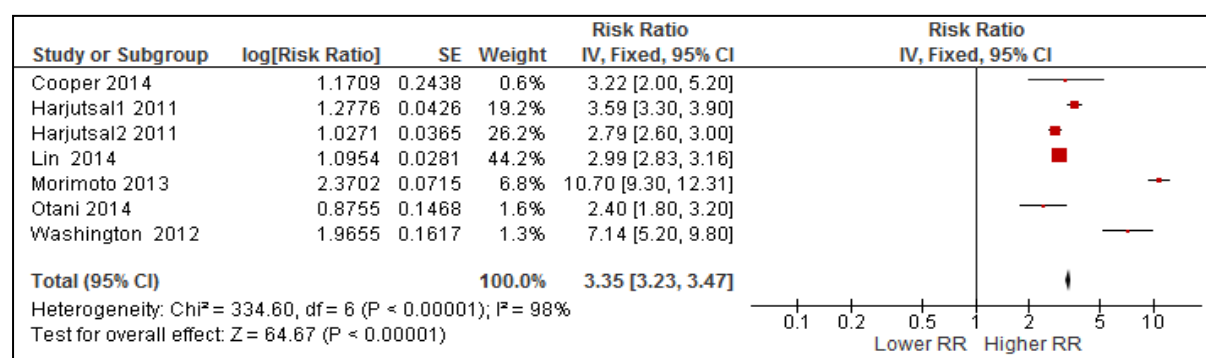 Risk Ratio Risk Ratio
Study or Subgroup log[Risk Ratio] SE Weight IV, Fixed, 95% CI IV, Fixed, 95% CI
Cooper 2014 1.1709 0.2438 0.6% 3.22 [2.00, 5.20]
Harjutsal1 2011 1.2776 0.0426 19.2% 3.59 [3.30, 3.90]
Harjutsal2 2011 1.0271 0.0365 26.2% 2.79 [2.60, 3.00]
Lin 2014 1.0954 0.0281 44.2% 2.99 [2.83, 3.16]
Morimoto 2013 2.3702 0.0715 6.8% 10.70 [9.30, 12.31]
Otani 2014 0.8755 0.1468 1.6% 2.40 [1.80, 3.20]
Washington 2012 1.9655 0.1617 1.3% 7.14 [5.20, 9.80]
Total (95% CI) 100.0% 3.35 [3.23, 3.47]
Heterogeneity: Chi² = 334.60, df = 6 (P < 0.00001); I² = 98%
Test for overall effect: Z = 64.67 (P < 0.00001)
0.1 0.2 0.5 1 2 5 10
Lower RR Higher RR